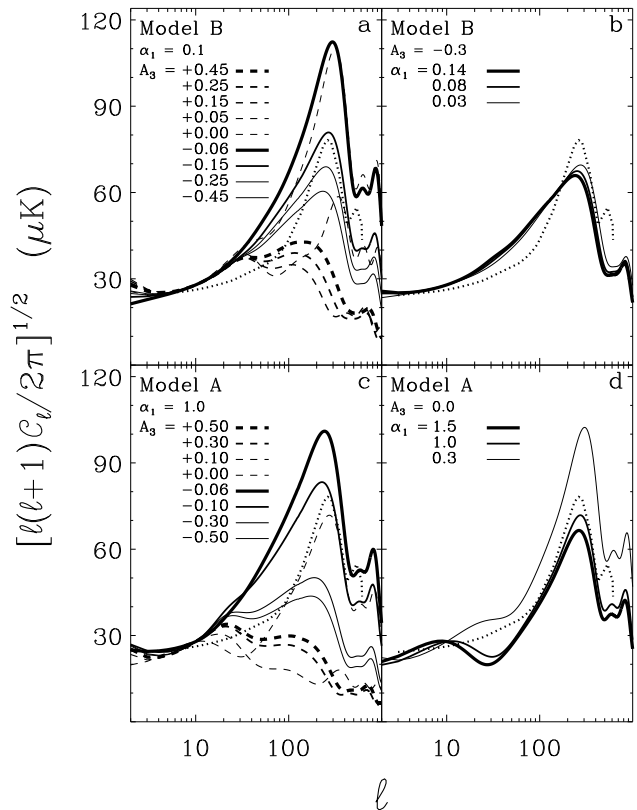 120
90
60
30
Model B
a
α₁ = 0.1
A₃ = +0.45
+0.25
+0.15
+0.05
+0.00
−0.06
−0.15
−0.25
−0.45
Model B
b
A₃ = −0.3
α₁ = 0.14
0.08
0.03
120
90
60
30
Model A
c
α₁ = 1.0
A₃ = +0.50
+0.30
+0.10
+0.00
−0.06
−0.10
−0.30
−0.50
Model A
d
A₃ = 0.0
α₁ = 1.5
1.0
0.3
10
100
10
100
[ℓ(ℓ+1)C_ℓ/2π]^{1/2} (μK)
ℓ